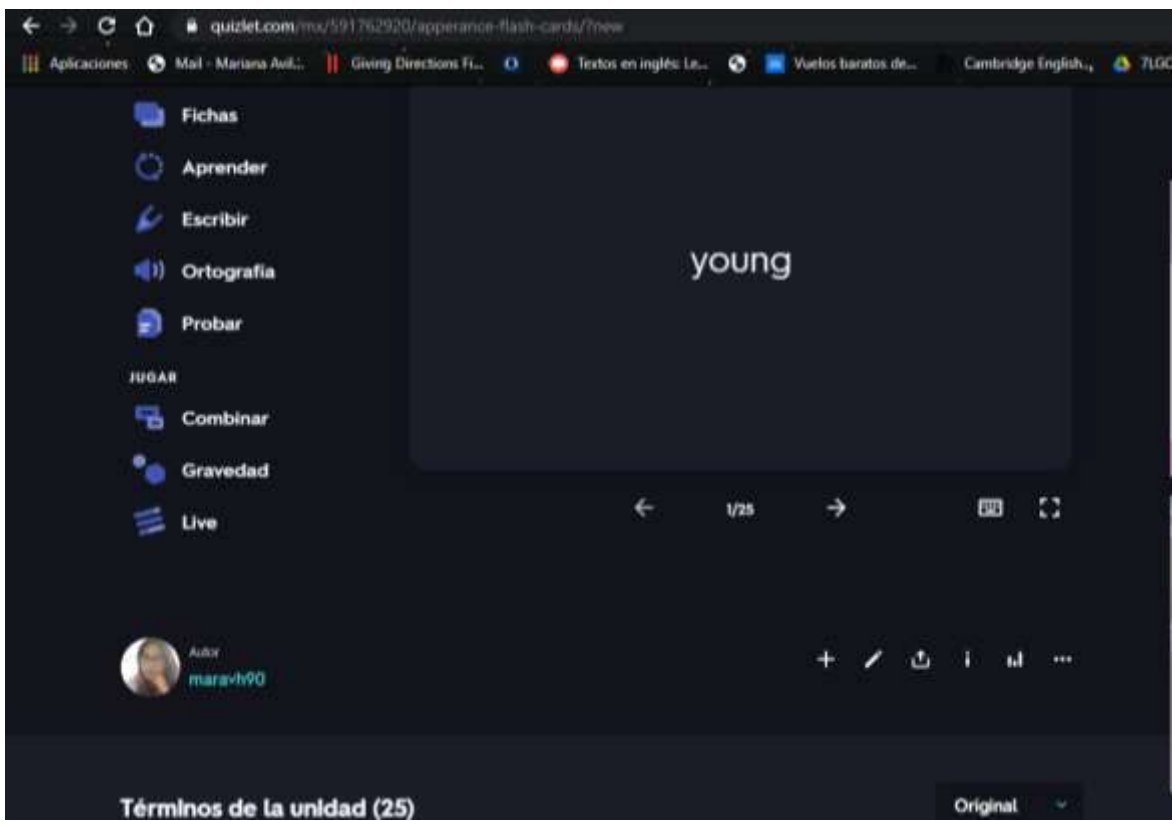 quizlet.com/mx/591762920/apperance-flash-cards/?new
Aplicaciones Mail - Mariana Avil... Giving Directions Fi... Textos en inglés: Le... Vuelos baratos de... Cambridge English... 7LGC
Fichas
Aprender
Escribir
Ortografía
Probar
young
JUGAR
Combinar
Gravedad
Live
1/25
Autor
maravh90
Términos de la unidad (25)
Original